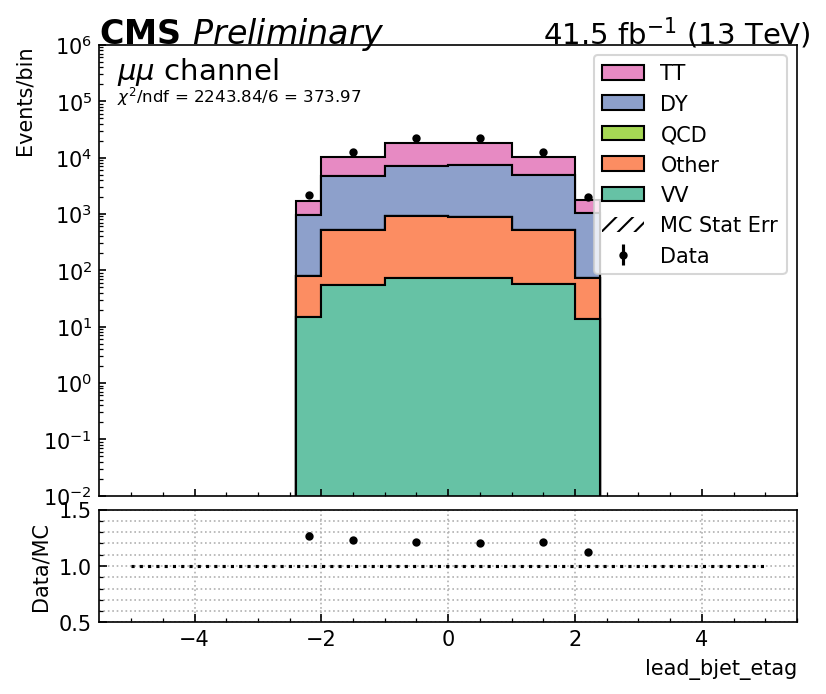 CMS Preliminary 41.5 fb⁻¹ (13 TeV)
Events/bin
10⁶
10⁵
10⁴
10³
10²
10¹
10⁰
10⁻¹
10⁻²
μμ channel
χ²/ndf = 2243.84/6 = 373.97
TT
DY
QCD
Other
VV
MC Stat Err
Data
Data/MC
1.5
1.0
0.5
−4 −2 0 2 4
lead_bjet_etag